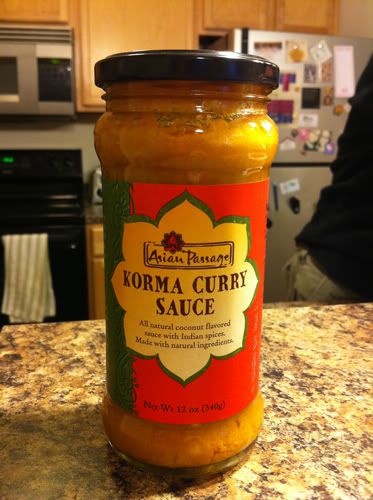 Asian Passage
KORMA CURRY
SAUCE
All natural coconut flavored
sauce with Indian spices.
Made with natural ingredients.
Net Wt 12 oz (340g)